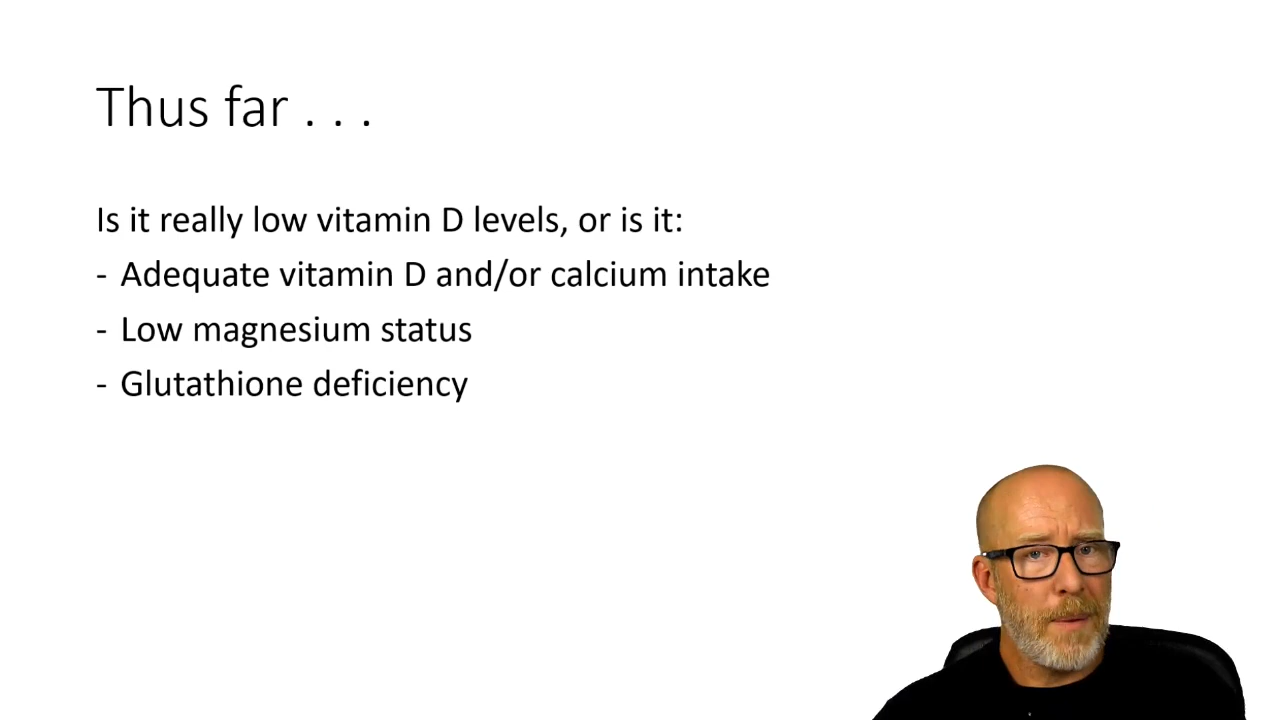 Thus far . . .
Is it really low vitamin D levels, or is it:
- Adequate vitamin D and/or calcium intake
- Low magnesium status
- Glutathione deficiency